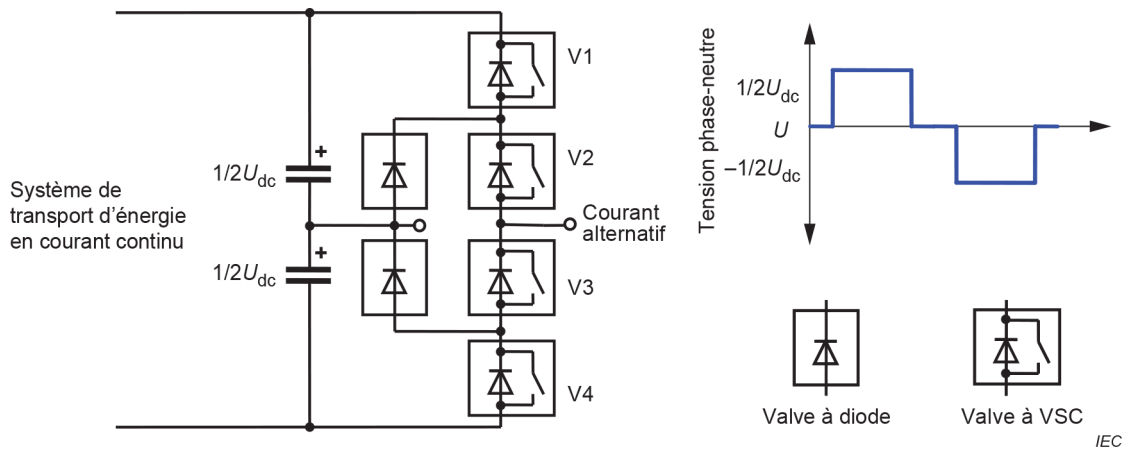 V1
V2
V3
V4
1/2Udc
+
1/2Udc
+
Système de
transport d'énergie
en courant continu
Courant
alternatif
Tension phase-neutre
1/2Udc
U
–1/2Udc
Valve à diode
Valve à VSC
IEC